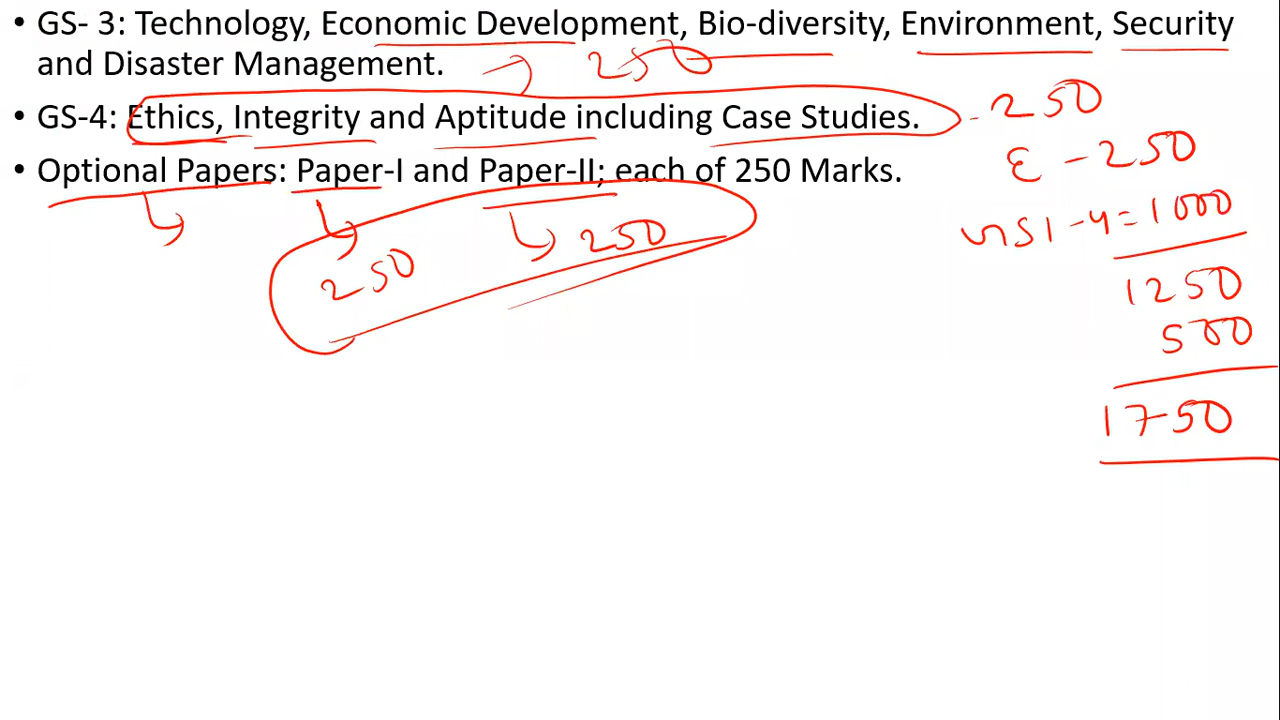 • GS- 3: Technology, Economic Development, Bio-diversity, Environment, Security
and Disaster Management.
250
• GS-4: Ethics, Integrity and Aptitude including Case Studies.
250
E - 250
• Optional Papers: Paper-I and Paper-II; each of 250 Marks.
GS1-4=1000
250
250
1250
500
1750